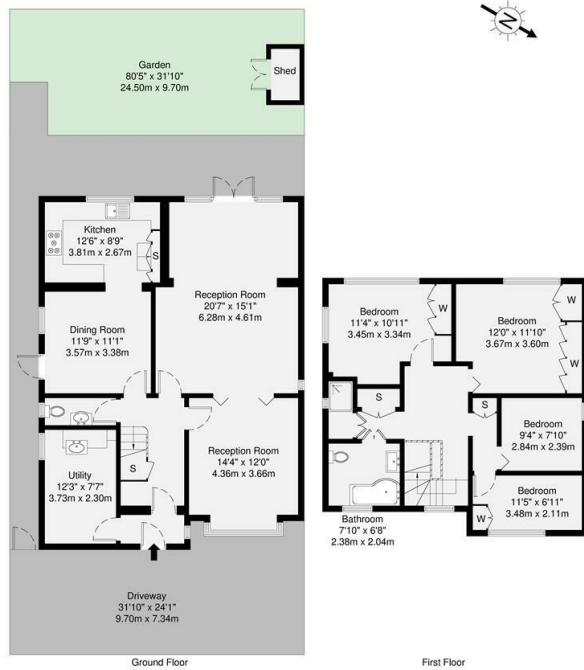 N
Garden
80'5" x 31'10"
24.50m x 9.70m
Shed
Kitchen
12'6" x 8'9"
3.81m x 2.67m
S
Reception Room
20'7" x 15'1"
6.28m x 4.61m
Dining Room
11'9" x 11'1"
3.57m x 3.38m
Utility
12'3" x 7'7"
3.73m x 2.30m
S
Reception Room
14'4" x 12'0"
4.36m x 3.66m
Driveway
31'10" x 24'1"
9.70m x 7.34m
Ground Floor
Bedroom
11'4" x 10'11"
3.45m x 3.34m
W
Bedroom
12'0" x 11'10"
3.67m x 3.60m
W
W
S
S
Bedroom
9'4" x 7'10"
2.84m x 2.39m
Bedroom
11'5" x 6'11"
3.48m x 2.11m
W
Bathroom
7'10" x 6'8"
2.38m x 2.04m
First Floor